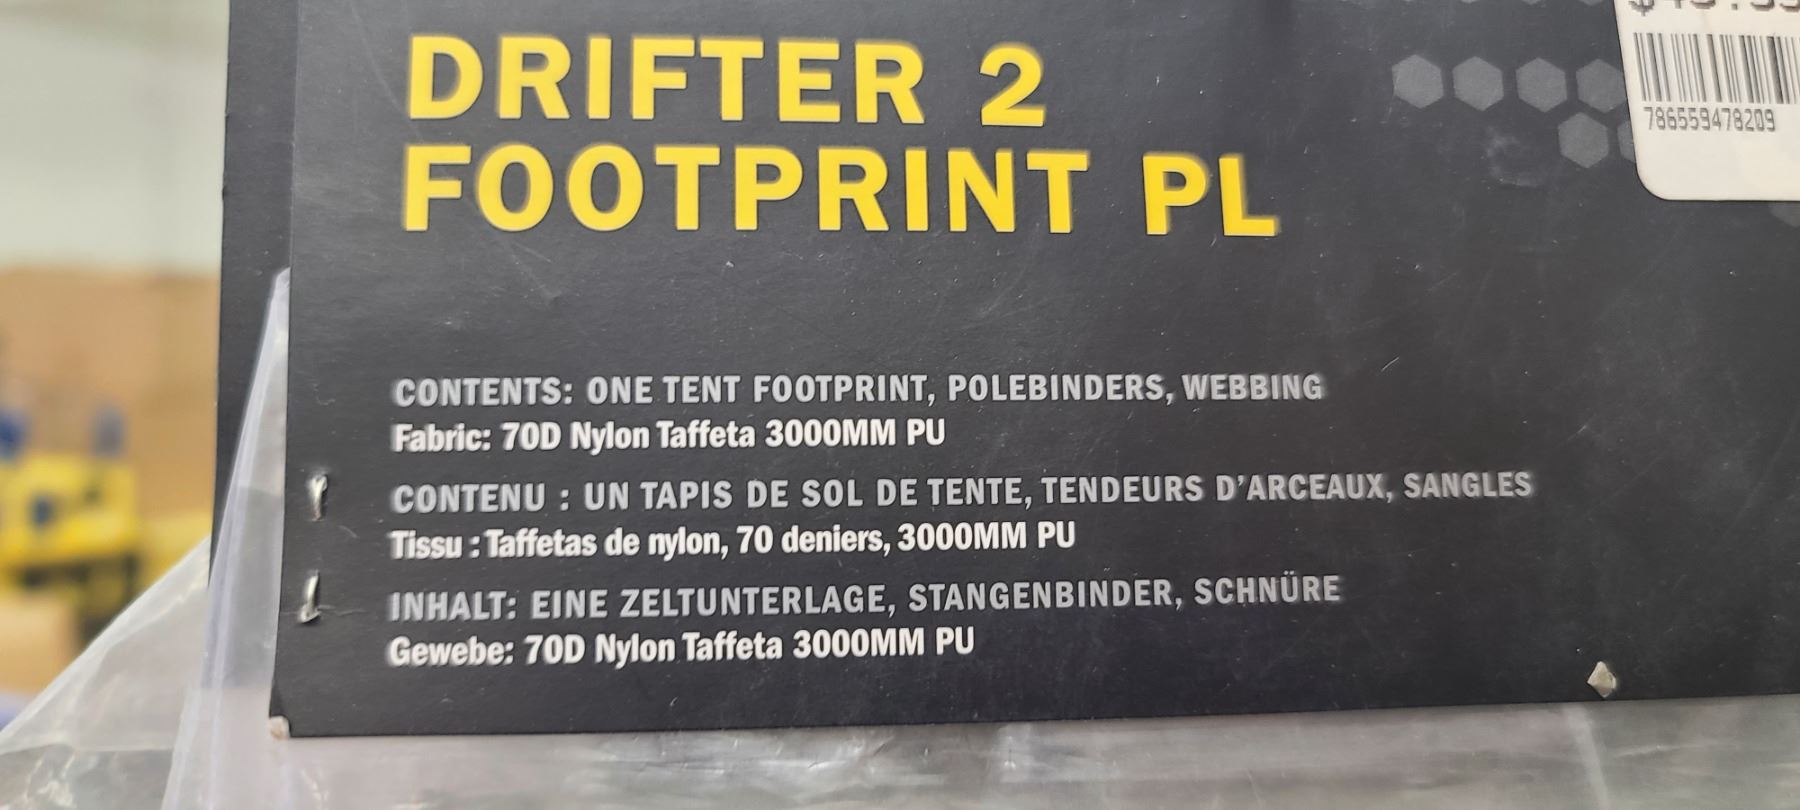 DRIFTER 2
FOOTPRINT PL
786559478209
CONTENTS: ONE TENT FOOTPRINT, POLEBINDERS, WEBBING
Fabric: 70D Nylon Taffeta 3000MM PU
CONTENU : UN TAPIS DE SOL DE TENTE, TENDEURS D'ARCEAUX, SANGLES
Tissu : Taffetas de nylon, 70 deniers, 3000MM PU
INHALT: EINE ZELTUNTERLAGE, STANGENBINDER, SCHNÜRE
Gewebe: 70D Nylon Taffeta 3000MM PU